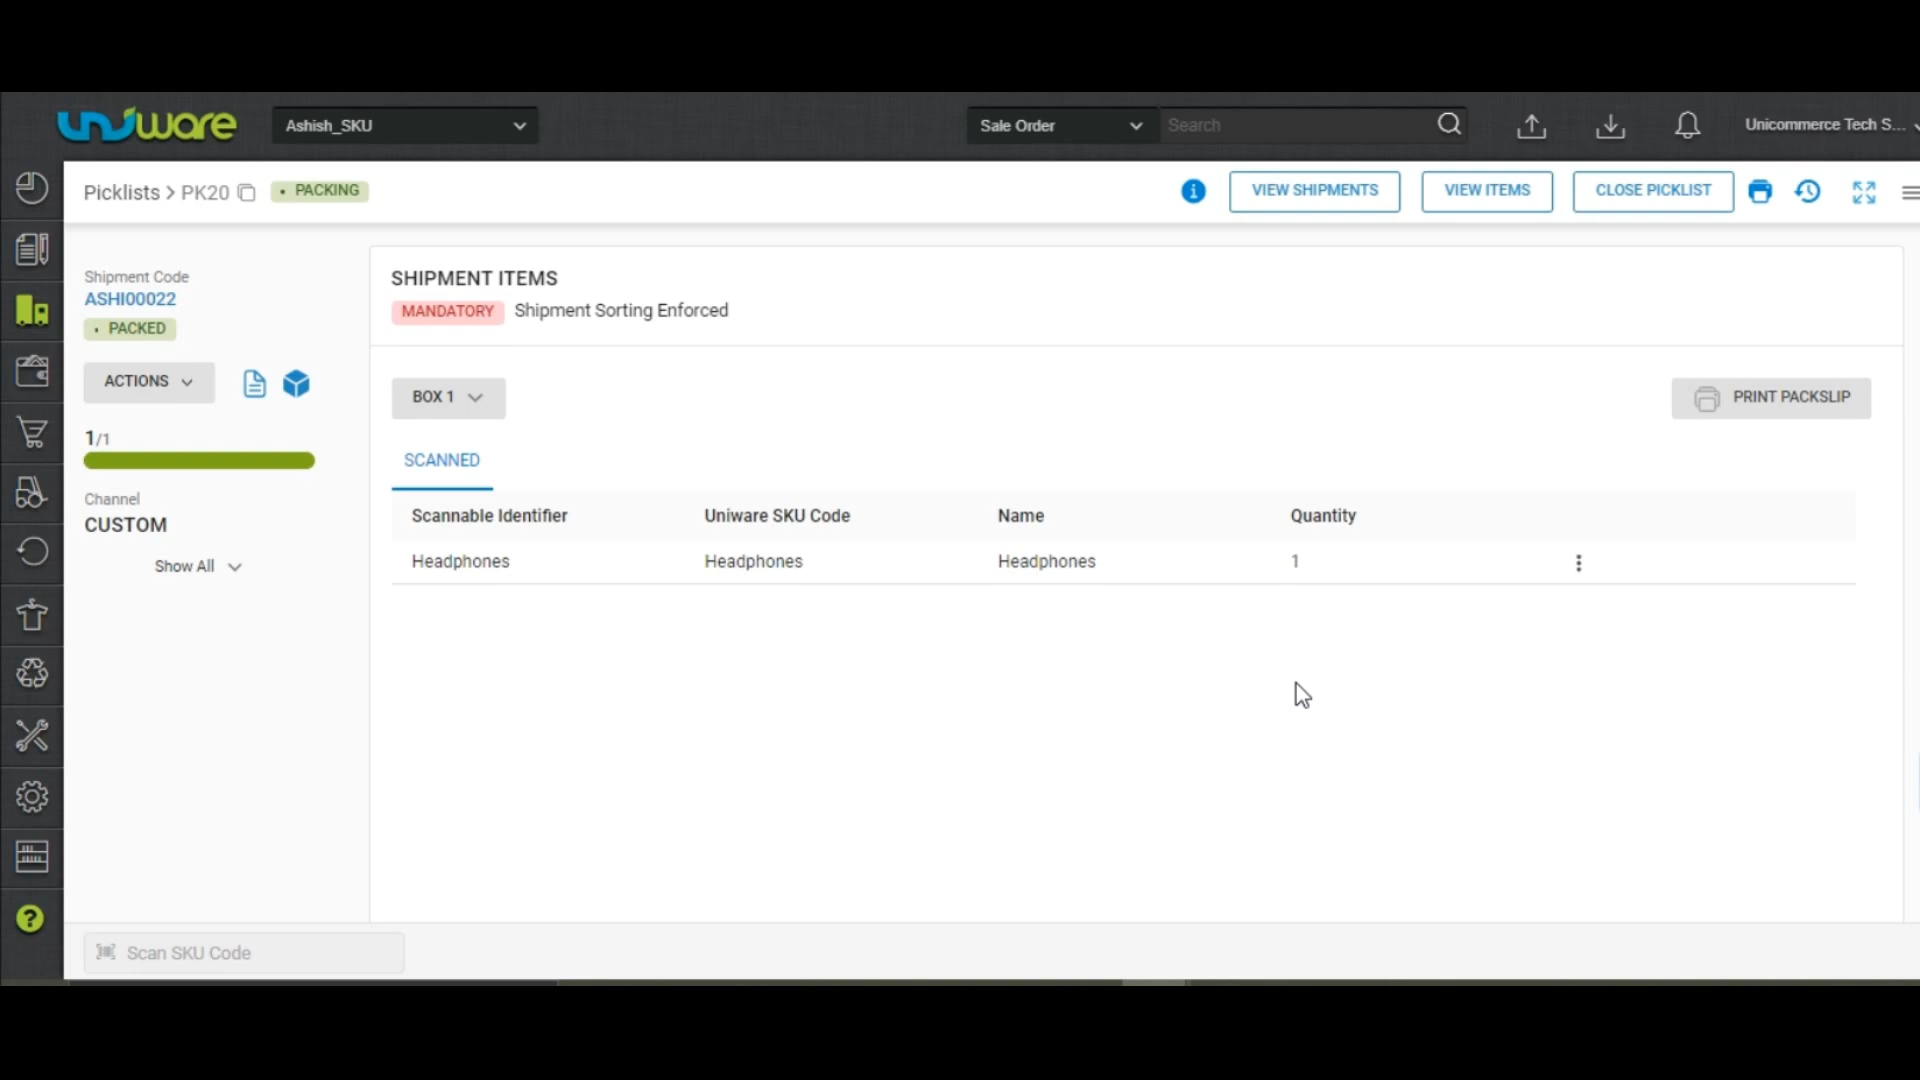 uniware
Ashish_SKU
Sale Order
Search
Unicommerce Tech S...
Picklists > PK20
• PACKING
VIEW SHIPMENTS
VIEW ITEMS
CLOSE PICKLIST
Shipment Code
ASHI00022
• PACKED
ACTIONS
1/1
Channel
CUSTOM
Show All
SHIPMENT ITEMS
MANDATORY Shipment Sorting Enforced
BOX 1
PRINT PACKSLIP
SCANNED
Scannable Identifier Uniware SKU Code Name Quantity
Headphones Headphones Headphones 1
Scan SKU Code